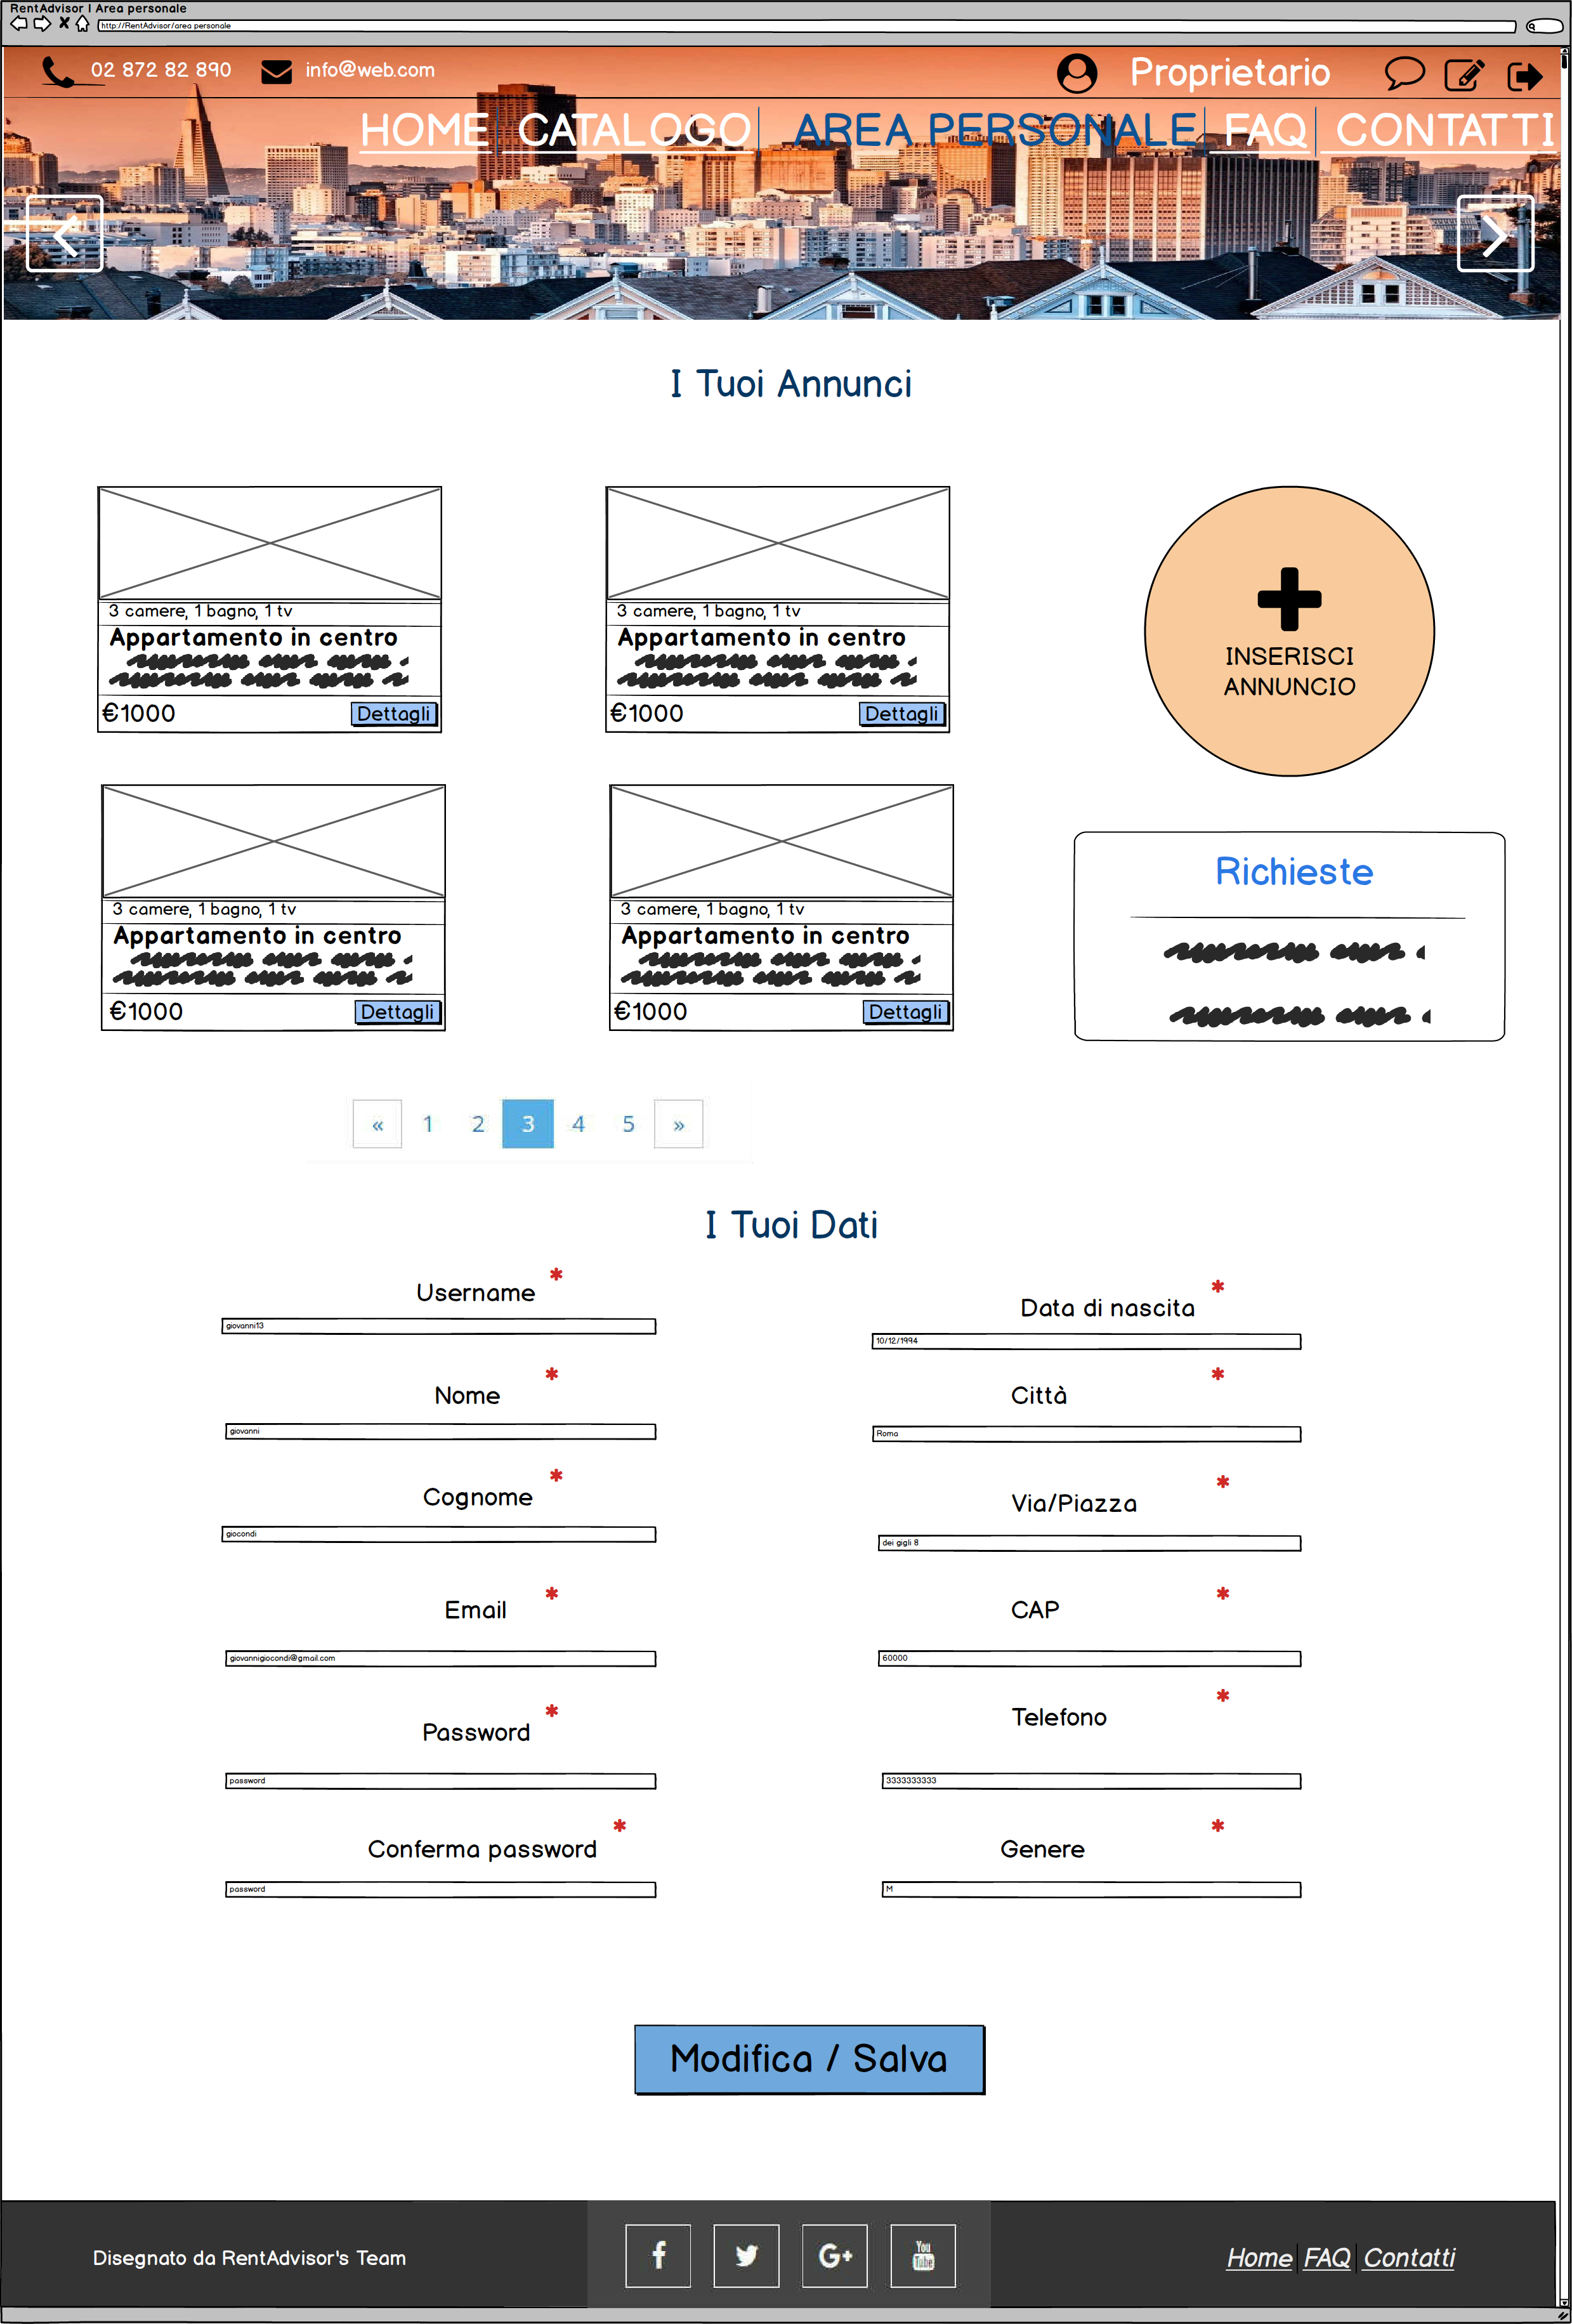 RentAdvisor | Area personale
http://RentAdvisor/area personale
02 872 82 890 info@web.com Proprietario
HOME CATALOGO AREA PERSONALE FAQ CONTATTI
I Tuoi Annunci
3 camere, 1 bagno, 1 tv
Appartamento in centro
€1000 Dettagli
3 camere, 1 bagno, 1 tv
Appartamento in centro
€1000 Dettagli
INSERISCI
ANNUNCIO
3 camere, 1 bagno, 1 tv
Appartamento in centro
€1000 Dettagli
3 camere, 1 bagno, 1 tv
Appartamento in centro
€1000 Dettagli
Richieste
« 1 2 3 4 5 »
I Tuoi Dati
Username *
giovanni13
Nome *
giovanni
Cognome *
giocondi
Email *
giovannigiocondi@gmail.com
Password *
password
Conferma password *
password
Data di nascita *
10/12/1994
Città *
Roma
Via/Piazza *
dei gigli 8
CAP *
60000
Telefono *
3333333333
Genere *
M
Modifica / Salva
Disegnato da RentAdvisor's Team
f G+ You Tube
Home FAQ Contatti